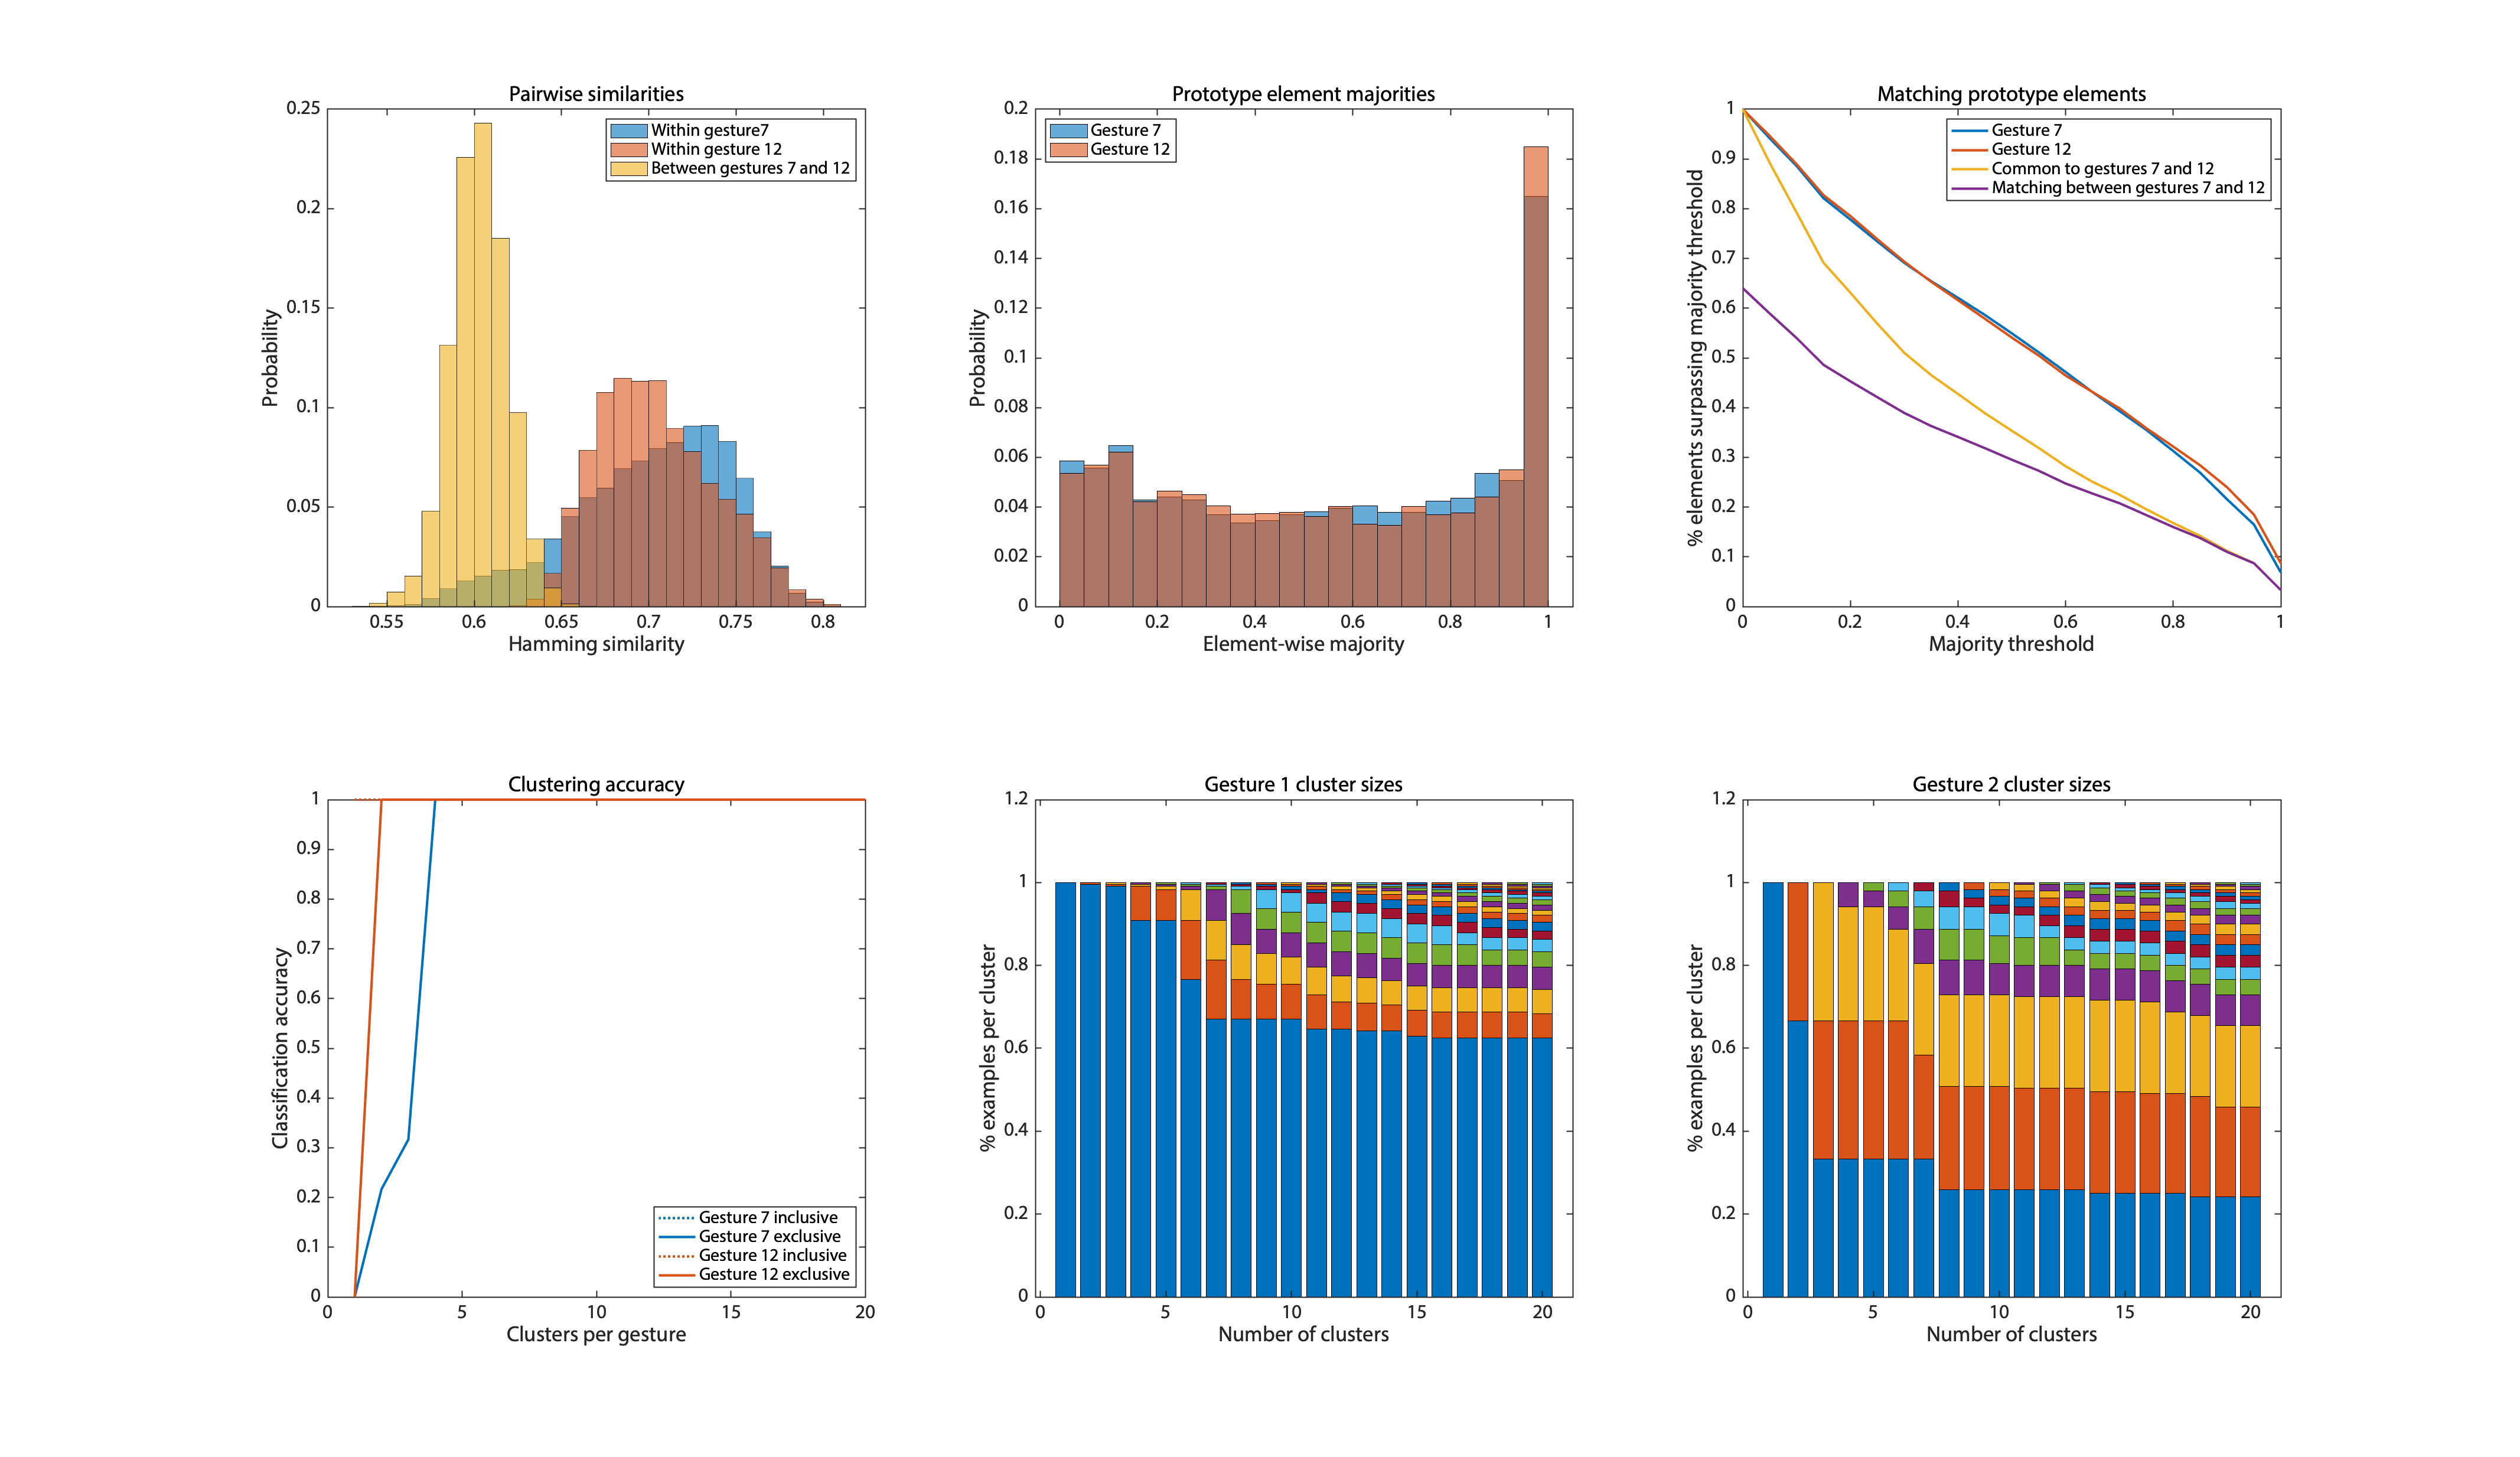 Pairwise similarities
0.25
0.2
0.15
0.1
0.05
0
Probability
Within gesture7
Within gesture 12
Between gestures 7 and 12
0.55 0.6 0.65 0.7 0.75 0.8
Hamming similarity
Prototype element majorities
0.2
0.18
0.16
0.14
0.12
0.1
0.08
0.06
0.04
0.02
0
Probability
Gesture 7
Gesture 12
0 0.2 0.4 0.6 0.8 1
Element-wise majority
Matching prototype elements
1
0.9
0.8
0.7
0.6
0.5
0.4
0.3
0.2
0.1
0
% elements surpassing majority threshold
Gesture 7
Gesture 12
Common to gestures 7 and 12
Matching between gestures 7 and 12
0 0.2 0.4 0.6 0.8 1
Majority threshold
Clustering accuracy
1
0.9
0.8
0.7
0.6
0.5
0.4
0.3
0.2
0.1
0
Classification accuracy
Gesture 7 inclusive
Gesture 7 exclusive
Gesture 12 inclusive
Gesture 12 exclusive
0 5 10 15 20
Clusters per gesture
Gesture 1 cluster sizes
1.2
1
0.8
0.6
0.4
0.2
0
% examples per cluster
0 5 10 15 20
Number of clusters
Gesture 2 cluster sizes
1.2
1
0.8
0.6
0.4
0.2
0
% examples per cluster
0 5 10 15 20
Number of clusters